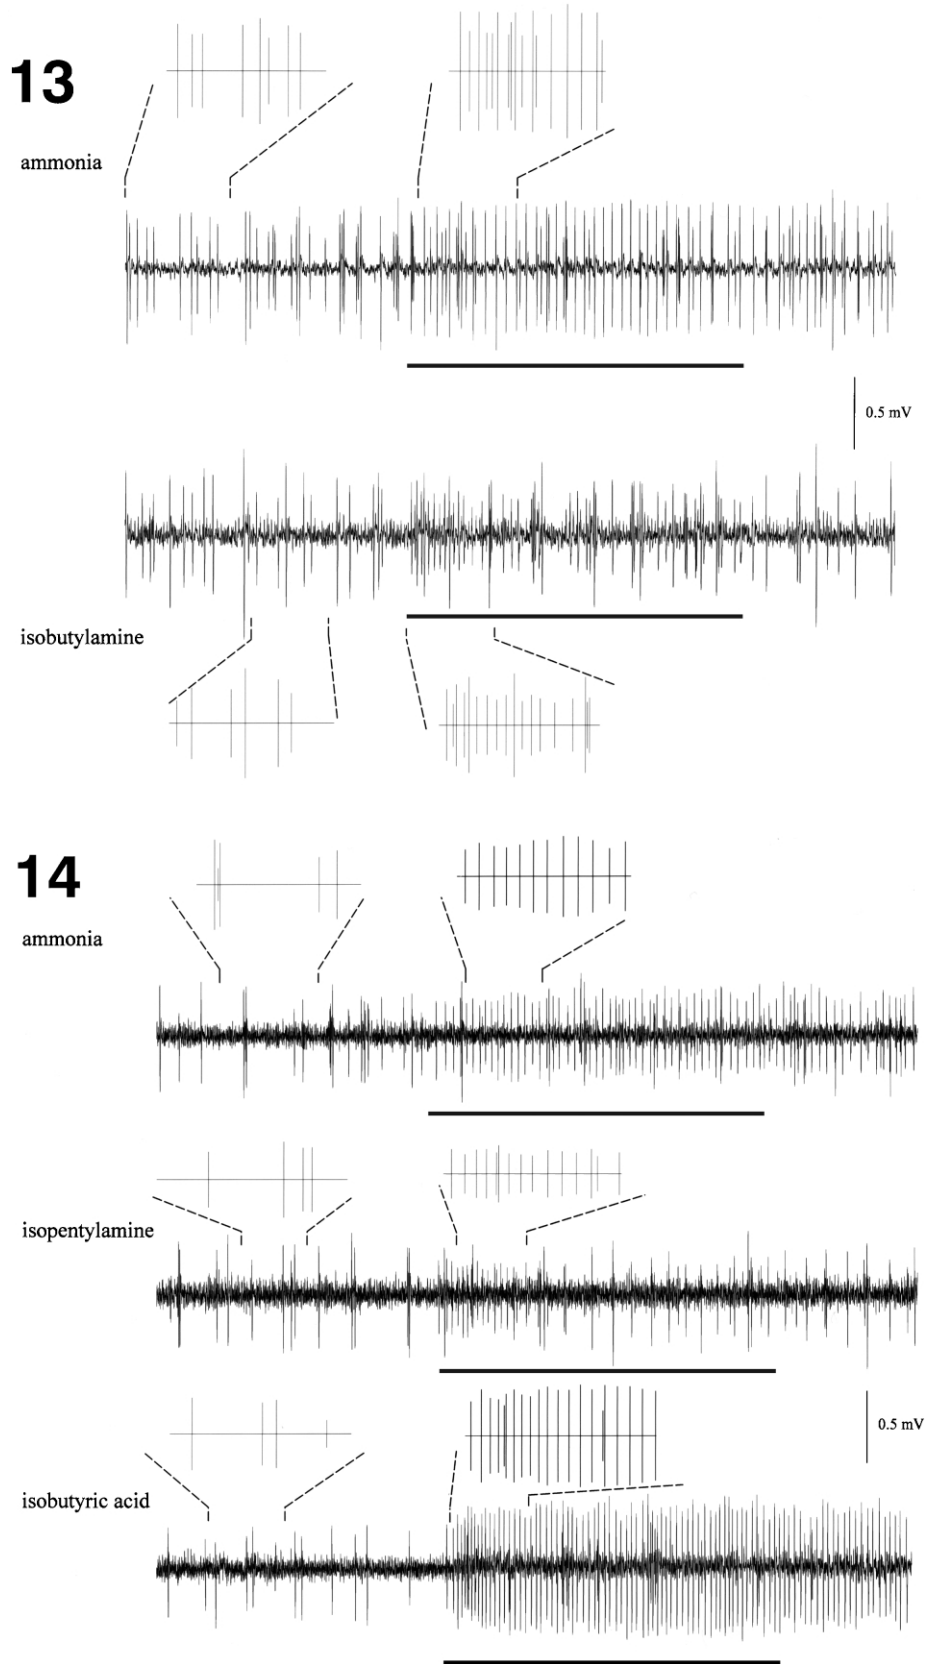 13
ammonia
0.5 mV
isobutylamine
14
ammonia
isopentylamine
0.5 mV
isobutyric acid